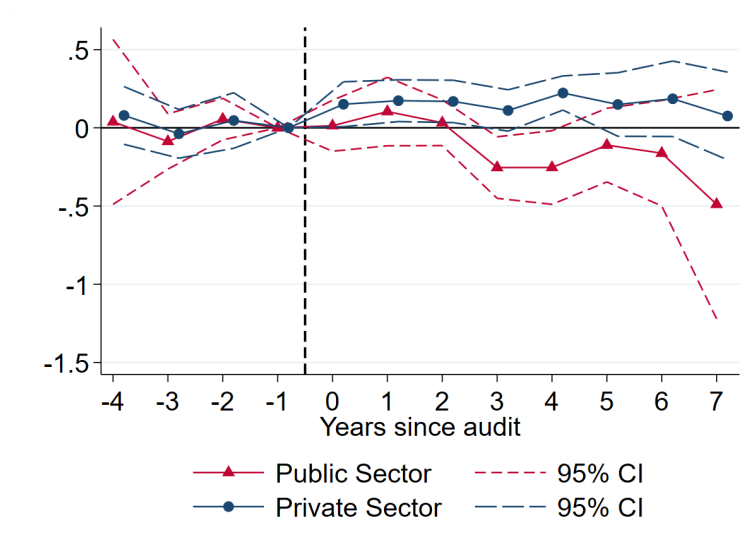 .5
0
-.5
-1
-1.5
-4 -3 -2 -1 0 1 2 3 4 5 6 7
Years since audit
Public Sector 95% CI
Private Sector 95% CI